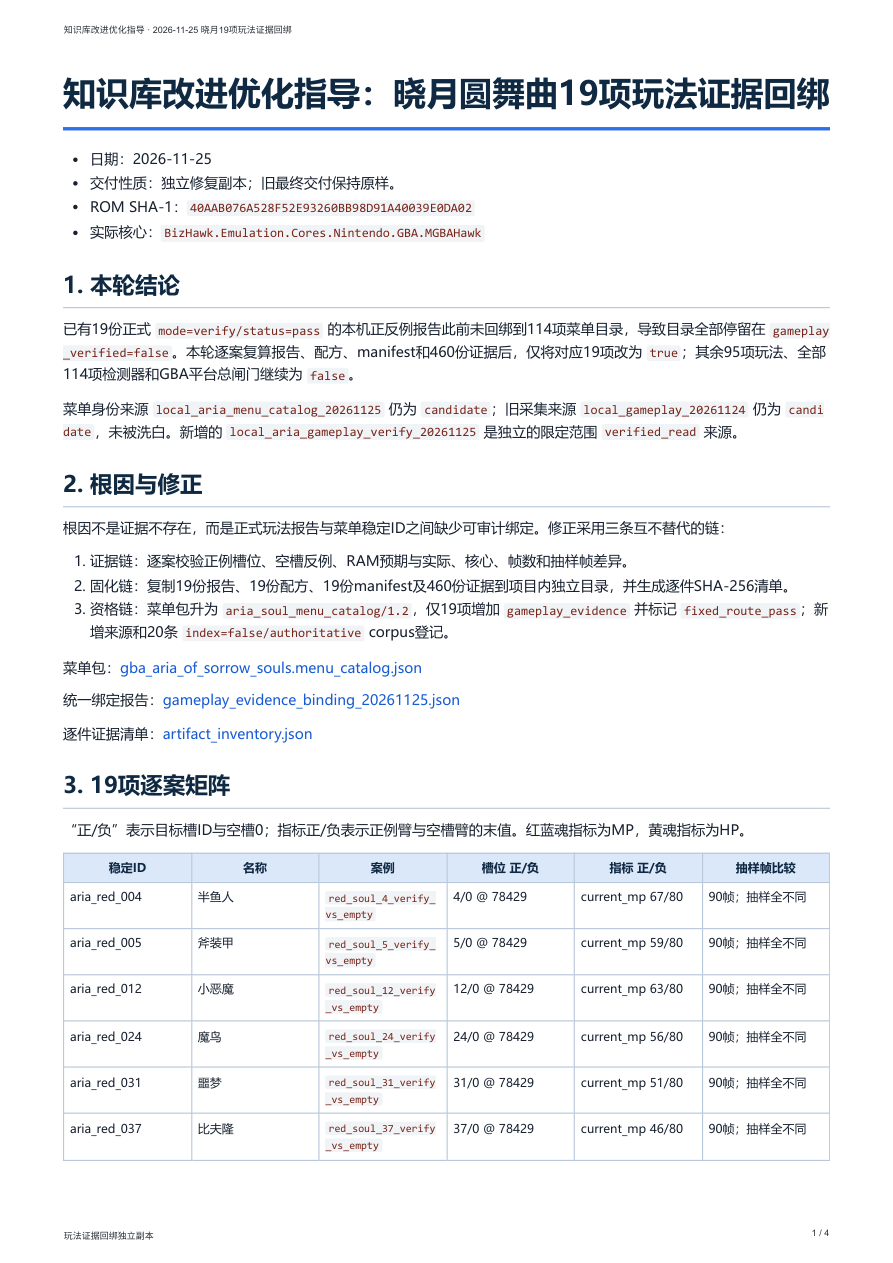 知识库改进优化指导 · 2026-11-25 晓月19项玩法证据回绑
知识库改进优化指导：晓月圆舞曲19项玩法证据回绑
• 日期：2026-11-25
• 交付性质：独立修复副本；旧最终交付保持原样。
• ROM SHA-1：40AAB076A528F52E93260BB98D91A40039E0DA02
• 实际核心：BizHawk.Emulation.Cores.Nintendo.GBA.MGBAHawk
1. 本轮结论
已有19份正式 mode=verify/status=pass 的本机正反例报告此前未回绑到114项菜单目录，导致目录全部停留在 gameplay
_verified=false。本轮逐案复算报告、配方、manifest和460份证据后，仅将对应19项改为 true；其余95项玩法、全部
114项检测器和GBA平台总闸门继续为 false。
菜单身份来源 local_aria_menu_catalog_20261125 仍为 candidate；旧采集来源 local_gameplay_20261124 仍为 candi
date，未被洗白。新增的 local_aria_gameplay_verify_20261125 是独立的限定范围 verified_read 来源。
2. 根因与修正
根因不是证据不存在，而是正式玩法报告与菜单稳定ID之间缺少可审计绑定。修正采用三条互不替代的链：
1. 证据链：逐案校验正例槽位、空槽反例、RAM预期与实际、核心、帧数和抽样帧差异。
2. 固化链：复制19份报告、19份配方、19份manifest及460份证据到项目内独立目录，并生成逐件SHA-256清单。
3. 资格链：菜单包升为 aria_soul_menu_catalog/1.2，仅19项增加 gameplay_evidence 并标记 fixed_route_pass；新
增来源和20条 index=false/authoritative corpus登记。
菜单包：gba_aria_of_sorrow_souls.menu_catalog.json
统一绑定报告：gameplay_evidence_binding_20261125.json
逐件证据清单：artifact_inventory.json
3. 19项逐案矩阵
“正/负”表示目标槽ID与空槽0；指标正/负表示正例臂与空槽臂的末值。红蓝魂指标为MP，黄魂指标为HP。
稳定ID 名称 案例 槽位 正/负 指标 正/负 抽样帧比较
aria_red_004 半鱼人 red_soul_4_verify_ 4/0 @ 78429 current_mp 67/80 90帧；抽样全不同
vs_empty
aria_red_005 斧装甲 red_soul_5_verify_ 5/0 @ 78429 current_mp 59/80 90帧；抽样全不同
vs_empty
aria_red_012 小恶魔 red_soul_12_verify 12/0 @ 78429 current_mp 63/80 90帧；抽样全不同
_vs_empty
aria_red_024 魔鸟 red_soul_24_verify 24/0 @ 78429 current_mp 56/80 90帧；抽样全不同
_vs_empty
aria_red_031 噩梦 red_soul_31_verify 31/0 @ 78429 current_mp 51/80 90帧；抽样全不同
_vs_empty
aria_red_037 比夫隆 red_soul_37_verify 37/0 @ 78429 current_mp 46/80 90帧；抽样全不同
_vs_empty
玩法证据回绑独立副本
1 / 4